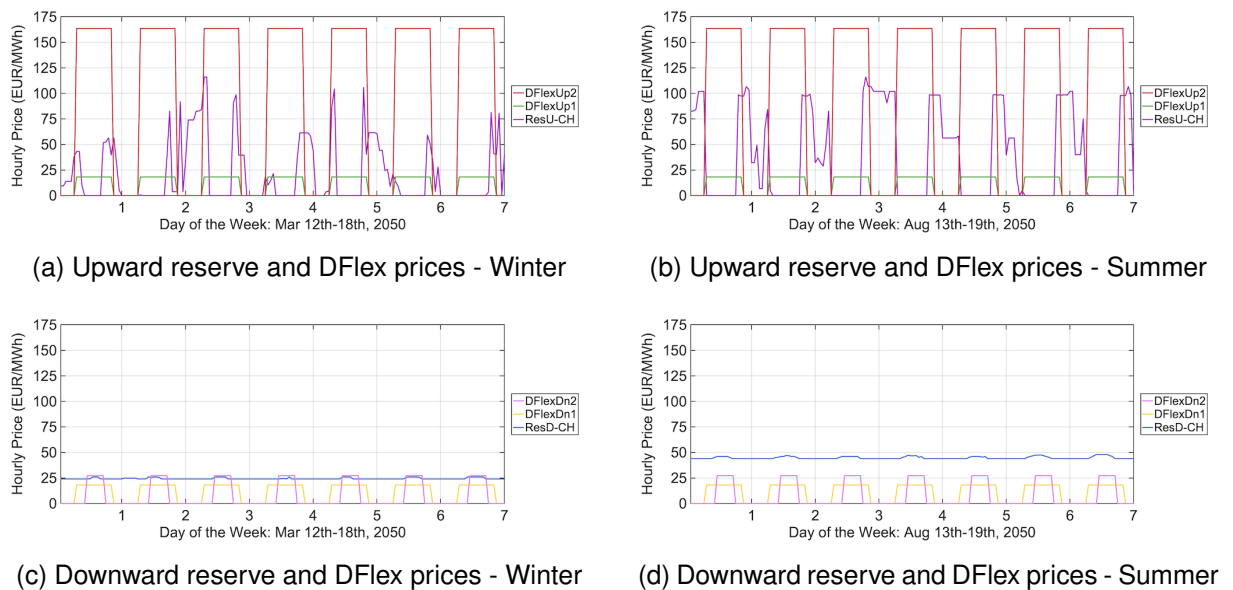 Hourly Price (EUR/MWh)
175
150
125
100
75
50
25
0
1 2 3 4 5 6 7
Day of the Week: Mar 12th-18th, 2050
DFlexUp2
DFlexUp1
ResU-CH
(a) Upward reserve and DFlex prices - Winter
Hourly Price (EUR/MWh)
175
150
125
100
75
50
25
0
1 2 3 4 5 6 7
Day of the Week: Aug 13th-19th, 2050
DFlexUp2
DFlexUp1
ResU-CH
(b) Upward reserve and DFlex prices - Summer
Hourly Price (EUR/MWh)
175
150
125
100
75
50
25
0
1 2 3 4 5 6 7
Day of the Week: Mar 12th-18th, 2050
DFlexDn2
DFlexDn1
ResD-CH
(c) Downward reserve and DFlex prices - Winter
Hourly Price (EUR/MWh)
175
150
125
100
75
50
25
0
1 2 3 4 5 6 7
Day of the Week: Aug 13th-19th, 2050
DFlexDn2
DFlexDn1
ResD-CH
(d) Downward reserve and DFlex prices - Summer